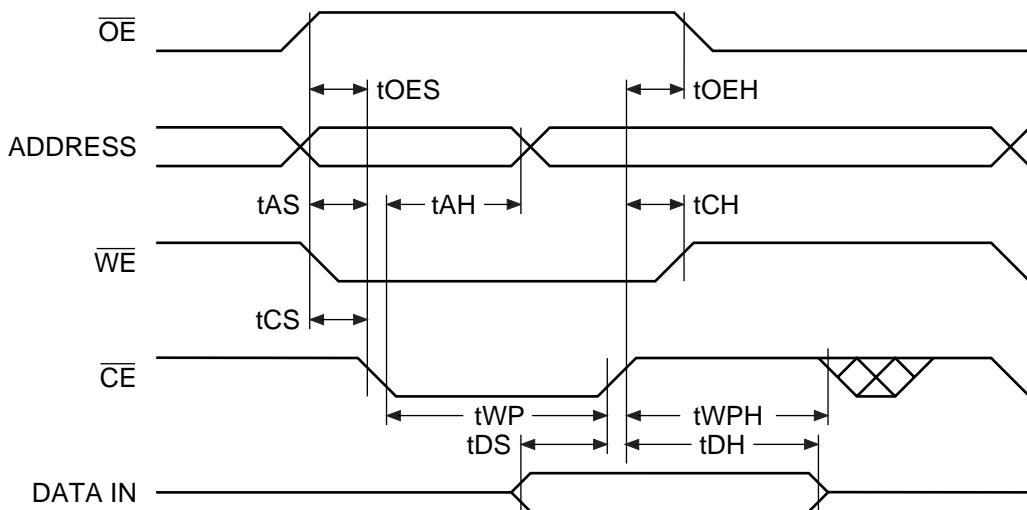 OE
tOES tOEH
ADDRESS
tAS tAH tCH
WE
tCS
CE
tWP tWPH
tDS tDH
DATA IN